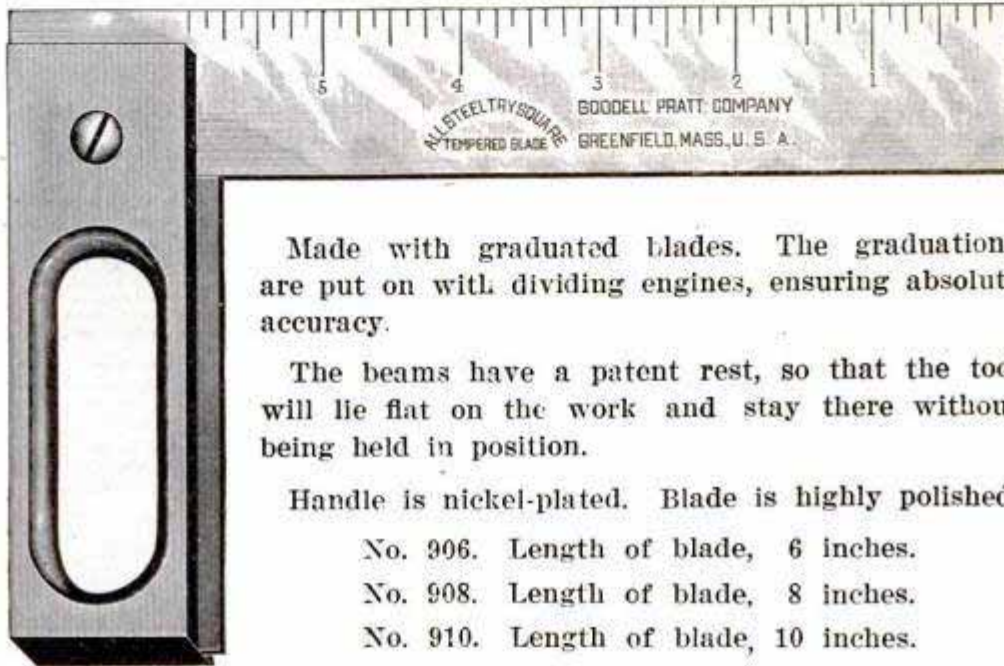 5 4 3 2 1
ALL STEEL TRY SQUARE
TEMPERED BLADE
GOODELL PRATT COMPANY
GREENFIELD, MASS., U. S. A.
Made with graduated blades. The graduation
are put on with dividing engines, ensuring absolut
accuracy.
The beams have a patent rest, so that the too
will lie flat on the work and stay there withou
being held in position.
Handle is nickel-plated. Blade is highly polished
No. 906. Length of blade, 6 inches.
No. 908. Length of blade, 8 inches.
No. 910. Length of blade, 10 inches.